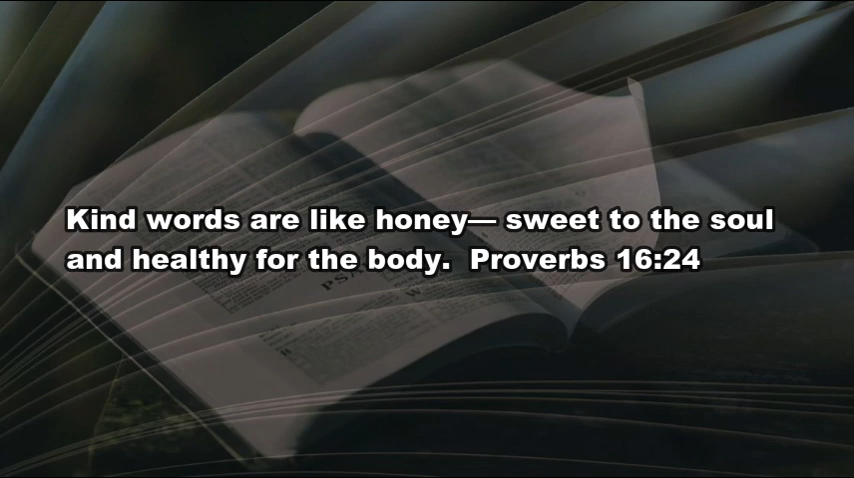 Kind words are like honey— sweet to the soul
and healthy for the body.  Proverbs 16:24